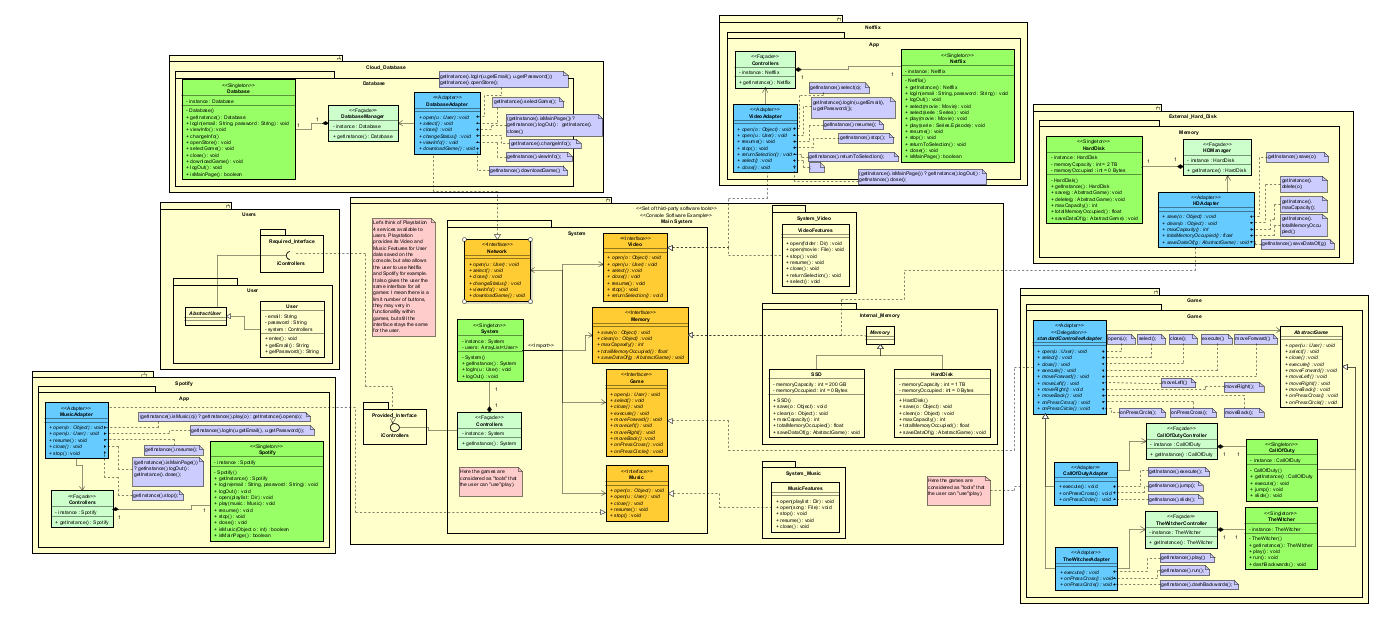 Cloud_Database
Database
<<Singleton>>
Database
- instance : Database
- Database()
+ getInstance() : Database
+ login(email : String, password : String) : void
+ viewInfo() : void
+ changeInfo()
+ openStore() : void
+ selectGame() : void
+ close() : void
+ downloadGame() : void
+ logOut() : void
+ isMainPage() : boolean
<<Façade>>
DatabaseManager
- instance : Database
+ getInstance() : Database
<<Adapter>>
DatabaseAdapter
+ open(u : User) : void
+ select() : void
+ close() : void
+ changeStatus() : void
+ viewInfo() : void
+ downloadGame() : void
getInstance().login(u.getEmail(), u.getPassword())
getInstance().openStore();
getInstance().selectGame();
getInstance().isMainPage() ?
getInstance().logOut() : getInstance().
close()
getInstance().changeInfo();
getInstance().viewInfo();
getInstance().downloadGame();
Netflix
App
<<Façade>>
Controllers
- instance : Netflix
+ getInstance() : Netflix
<<Singleton>>
Netflix
- instance : Netflix
- Netflix()
+ getInstance() : Netflix
+ login(email : String, password : String) : void
+ logOut() : void
+ select(movie : Movie) : void
+ select(serie : Series) : void
+ play(movie : Movie) : void
+ play(serie : Series.Episode) : void
+ resume() : void
+ stop() : void
+ returnToSelection() : void
+ close() : void
+ isMainPage() : boolean
<<Adapter>>
VideoAdapter
+ open(o : Object) : void
+ open(u : User) : void
+ resume() : void
+ stop() : void
+ returnSelection() : void
+ select() : void
+ close() : void
getInstance().select(o);
getInstance().login(u.getEmail(),
u.getPassword());
getInstance().resume();
getInstance().stop();
getInstance().returnToSelection();
getInstance().isMainPage() ? getInstance().logOut() :
getInstance().close()
External_Hard_Disk
Memory
<<Singleton>>
HardDisk
- instance : HardDisk
- memoryCapacity : int = 2 TB
- memoryOccupied : int = 0 Bytes
- HardDisk()
+ getInstance() : HardDisk
+ save(g : AbstractGame) : void
+ delete(g : AbstractGame) : void
+ maxCapacity() : int
+ totalMemoryOccupied() : float
+ saveDataOf(g : AbstractGame) : void
<<Façade>>
HDManager
- instance : HardDisk
+ getInstance() : HardDisk
<<Adapter>>
HDAdapter
+ save(o : Object) : void
+ clean(o : Object) : void
+ maxCapacity() : int
+ totalMemoryOccupied() : float
+ saveDataOf(g : AbstractGame) : void
getInstance().save(o);
getInstance().
delete(o);
getInstance().
maxCapacity();
getInstance().
totalMemoryOccu
pied()
getInstance().saveDataOf(g);
Users
Required_Interface
iControllers
User
AbstractUser
User
- email : String
- password : String
- system : Controllers
+ enter() : void
+ getEmail() : String
+ getPassword() : String
<<Set of third-party software tools>>
<<Console Software Example>>
Main System
Let's think of Playstation
4 services available to
users. Playstation
provides its Video and
Music Features for User
data saved on the
console, but also allows
the user to use Netflix
and Spotify for example.
It also gives the user the
same interface for all
games: I mean there is a
limit number of buttons,
they may vary in
functionallity within
games, but still the
interface stays the same
for the user.
System
<<Interface>>
Network
+ open(u : User) : void
+ select() : void
+ close() : void
+ changeStatus() : void
+ viewInfo() : void
+ downloadGame() : void
<<Interface>>
Video
+ open(o : Object) : void
+ open(u : User) : void
+ select() : void
+ close() : void
+ resume() : void
+ stop() : void
+ returnSelection() : void
<<Singleton>>
System
- instance : System
- users : ArrayList<User>
- System()
+ getInstance() : System
+ login(u : User) : void
+ logOut() : void
<<import>>
<<Interface>>
Memory
+ save(o : Object) : void
+ clean(o : Object) : void
+ maxCapacity() : int
+ totalMemoryOccupied() : float
+ saveDataOf(g : AbstractGame) : void
<<Interface>>
Game
+ open(u : User) : void
+ select() : void
+ close() : void
+ execute() : void
+ moveForward() : void
+ moveLeft() : void
+ moveRight() : void
+ moveBack() : void
+ onPressCross() : void
+ onPressCircle() : void
<<Façade>>
Controllers
- instance : System
+ getInstance() : System
Provided_Interface
iControllers
Here the games are
considered as "tools" that
the user can "use"(play)
<<Interface>>
Music
+ open(o : Object) : void
+ open(u : User) : void
+ close() : void
+ resume() : void
+ stop() : void
System_Video
VideoFeatures
+ open(folder : Dir) : void
+ open(movie : File) : void
+ stop() : void
+ resume() : void
+ close() : void
+ returnSelection() : void
+ select() : void
Internal_Memory
Memory
SSD
- memoryCapacity : int = 200 GB
- memoryOccupied : int = 0 Bytes
+ SSD()
+ save(o : Object) : void
+ clean(o : Object) : void
+ maxCapacity() : int
+ totalMemoryOccupied() : float
+ saveDataOf(g : AbstractGame) : void
HardDisk
- memoryCapacity : int = 1 TB
- memoryOccupied : int = 0 Bytes
+ HardDisk()
+ save(o : Object) : void
+ clean(o : Object) : void
+ maxCapacity() : int
+ totalMemoryOccupied() : float
+ saveDataOf(g : AbstractGame) : void
System_Music
MusicFeatures
+ open(playlist : Dir) : void
+ open(song : File) : void
+ stop() : void
+ resume() : void
+ close() : void
Here the games are
considered as "tools" that
the user can "use"(play)
Spotify
App
<<Adapter>>
MusicAdapter
+ open(o : Object) : void
+ open(u : User) : void
+ resume() : void
+ close() : void
+ stop() : void
getInstance().isMusic(o) ? getInstance().play(o) : getInstance().open(o);
getInstance().login(u.getEmail(), u.getPassword());
getInstance().resume();
getInstance().isMainPage()
? getInstance().logOut() :
getInstance().close();
getInstance().stop();
<<Façade>>
Controllers
- instance : Spotify
+ getInstance() : Spotify
<<Singleton>>
Spotify
- instance : Spotify
- Spotify()
+ getInstance() : Spotify
+ login(email : String, password : String) : void
+ logOut() : void
+ open(playlist : Dir) : void
+ play(music : Music) : void
+ resume() : void
+ stop() : void
+ close() : void
+ isMusic(Object o : int) : boolean
+ isMainPage() : boolean
Game
Game
<<Adapter>>
<<Delegation>>
standardControllerAdapter
+ open(u : User) : void
+ select() : void
+ close() : void
+ execute() : void
+ moveForward() : void
+ moveLeft() : void
+ moveRight() : void
+ moveBack() : void
+ onPressCross() : void
+ onPressCircle() : void
open(u);
select();
close();
execute();
moveForward();
moveLeft();
moveRight();
onPressCircle();
onPressCross();
moveBack();
AbstractGame
+ open(u : User) : void
+ select() : void
+ close() : void
+ execute() : void
+ moveForward() : void
+ moveLeft() : void
+ moveRight() : void
+ moveBack() : void
+ onPressCross() : void
+ onPressCircle() : void
<<Façade>>
CallOfDutyController
- instance : CallOfDuty
+ getInstance() : CallOfDuty
<<Singleton>>
CallOfDuty
- instance : CallOfDuty
- CallOfDuty()
+ getInstance() : CallOfDuty
+ execute() : void
+ jump() : void
+ slide() : void
<<Adapter>>
CallOfDutyAdapter
+ execute() : void
+ onPressCross() : void
+ onPressCircle() : void
getInstance().execute();
getInstance().jump();
getInstance().slide();
<<Façade>>
TheWitcherController
- instance : TheWitcher
+ getInstance() : TheWitcher
<<Singleton>>
TheWitcher
- instance : TheWitcher
- TheWitcher()
+ getInstance() : TheWitcher
+ play() : void
+ run() : void
+ dashBackwards() : void
<<Adapter>>
TheWitcherAdapter
+ execute() : void
+ onPressCross() : void
+ onPressCircle() : void
getInstance().play()
getInstance().run();
getInstance().dashBackwards();